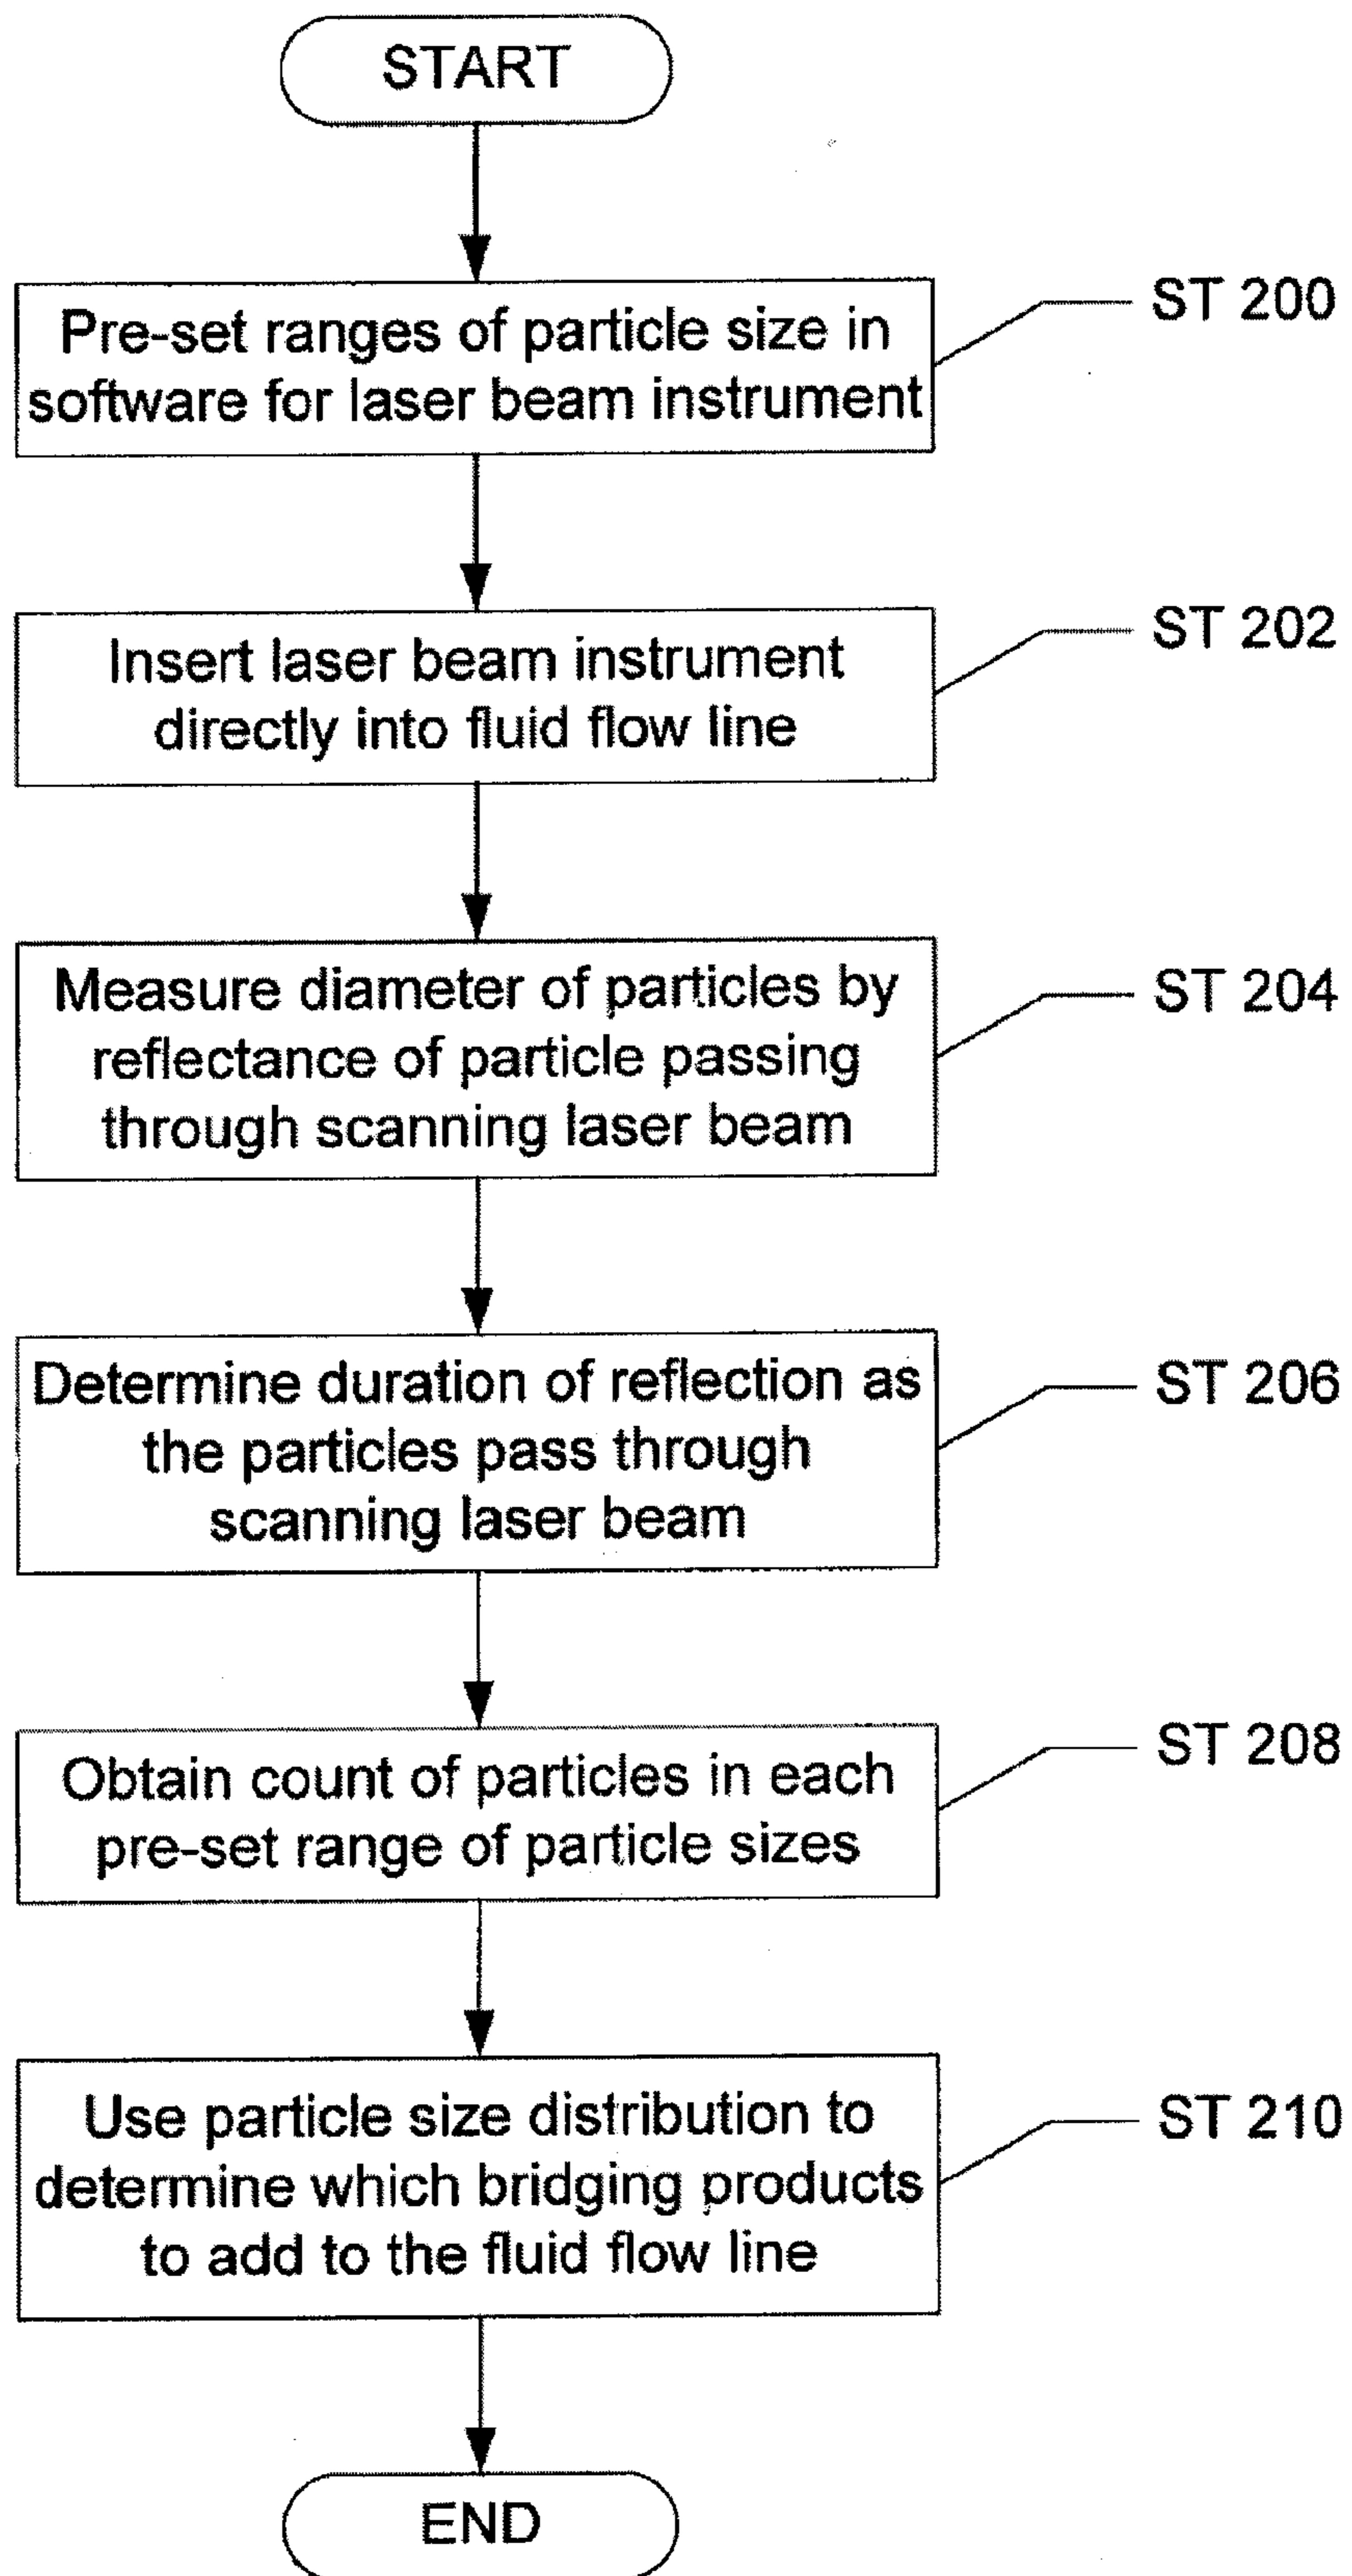 START
Pre-set ranges of particle size in
software for laser beam instrument
ST 200
Insert laser beam instrument
directly into fluid flow line
ST 202
Measure diameter of particles by
reflectance of particle passing
through scanning laser beam
ST 204
Determine duration of reflection as
the particles pass through
scanning laser beam
ST 206
Obtain count of particles in each
pre-set range of particle sizes
ST 208
Use particle size distribution to
determine which bridging products
to add to the fluid flow line
ST 210
END